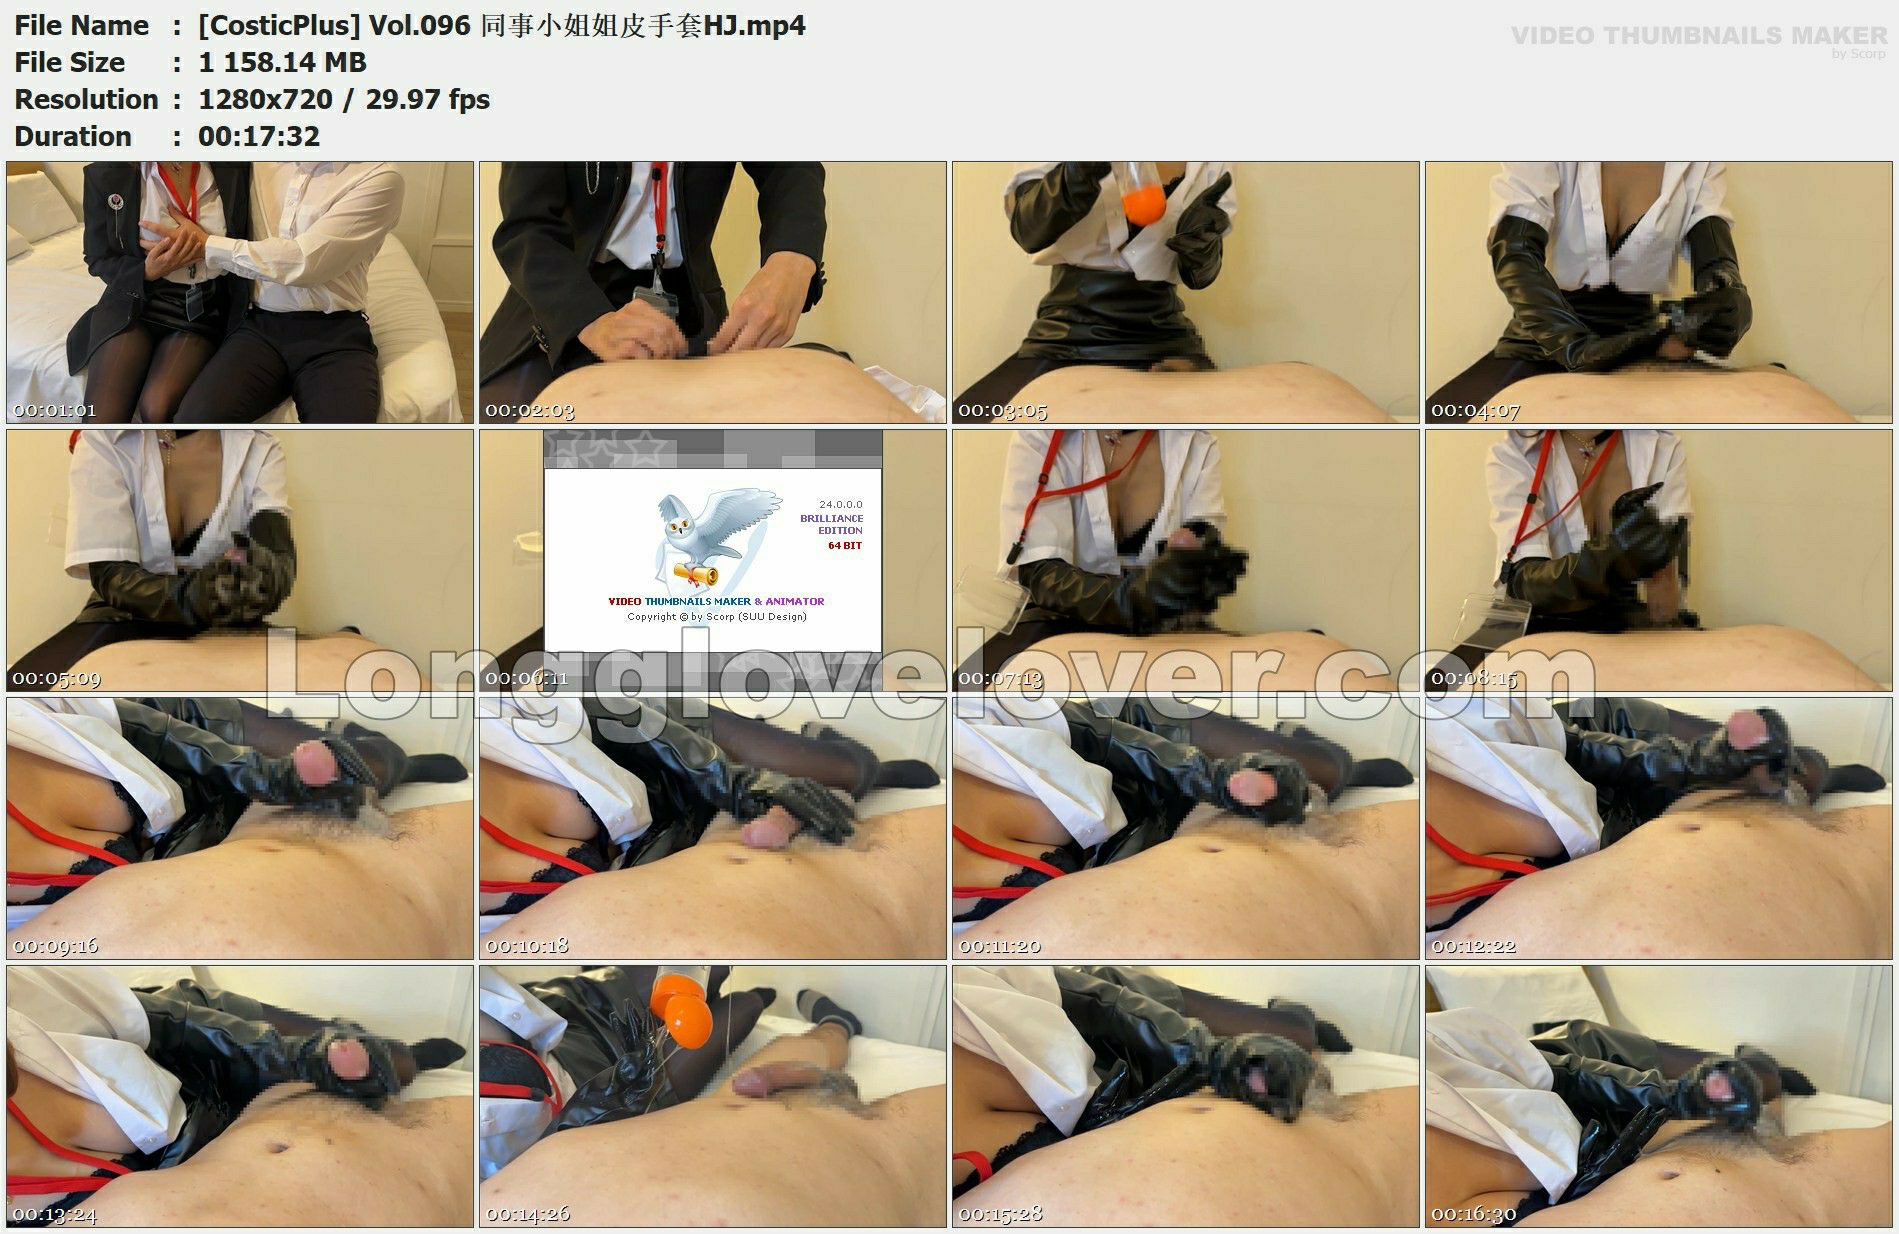 File Name : [CosticPlus] Vol.096 同事小姐姐皮手套HJ.mp4
File Size : 1 158.14 MB
Resolution : 1280x720 / 29.97 fps
Duration : 00:17:32
VIDEO THUMBNAILS MAKER
by Scorp
00:01:01
00:02:03
00:03:05
00:04:07
24.0.0.0
BRILLIANCE
EDITION
64 BIT
VIDEO THUMBNAILS MAKER & ANIMATOR
Copyright © by Scorp (SUU Design)
00:05:09
00:06:11
00:07:13
00:08:15
Longglovelover.com
00:09:16
00:10:18
00:11:20
00:12:22
00:13:24
00:14:26
00:15:28
00:16:30